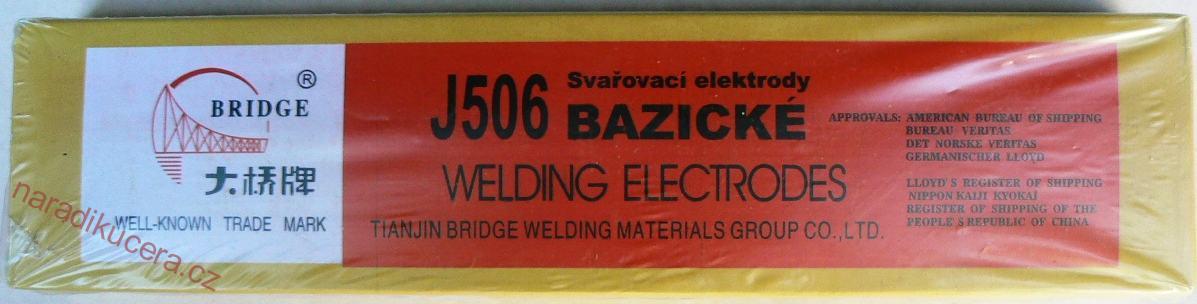 ®
BRIDGE
大桥牌
WELL-KNOWN TRADE MARK
J506
Svařovací elektrody
BAZICKÉ
WELDING ELECTRODES
TIANJIN BRIDGE WELDING MATERIALS GROUP CO.,LTD.
APPROVALS: AMERICAN BUREAU OF SHIPPING
BUREAU VERITAS
DET NORSKE VERITAS
GERMANISCHER LLOYD
LLOYD'S REGISTER OF SHIPPING
NIPPON KAIJI KYOKAI
REGISTER OF SHIPPING OF THE
PEOPLE'S REPUBLIC OF CHINA
naradikucera.cz